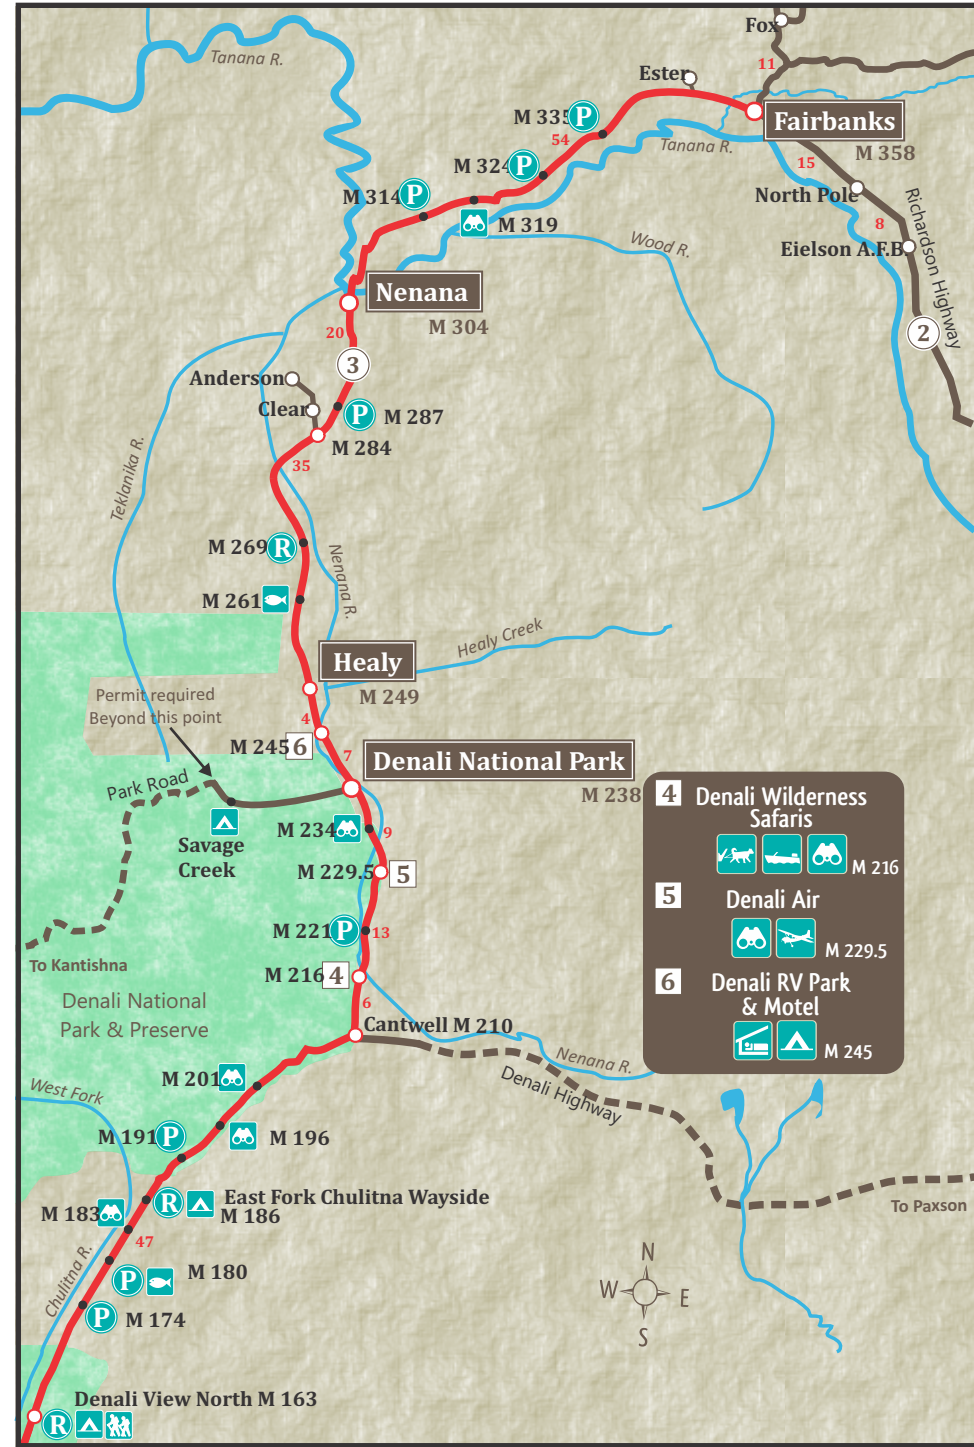 Fox
Tanana R.
11
Ester
M 335 P
Fairbanks
54
Tanana R.
M 358
M 324 P
15
M 314 P
North Pole
Richardson Highway
8
M 319
Wood R.
Eielson A.F.B.
Nenana
M 304
20
2
3
Anderson
Clear
P M 287
M 284
Teklanika R.
35
M 269 R
Nenana R.
M 261
Healy Creek
Healy
M 249
Permit required
Beyond this point
4
M 245 6
7
Denali National Park
M 238
Park Road
4 Denali Wilderness
Safaris
M 216
Savage
Creek
M 234
9
M 229.5 5
5 Denali Air
M 229.5
M 221 P
13
To Kantishna
M 216 4
6 Denali RV Park
& Motel
M 245
Denali National
Park & Preserve
6
Cantwell M 210
Nenana R.
Denali Highway
M 201
West Fork
M 191 P
M 196
R East Fork Chulitna Wayside
M 186
M 183
To Paxson
47
Chulitna R.
P M 180
N
W E
S
P M 174
Denali View North M 163
R